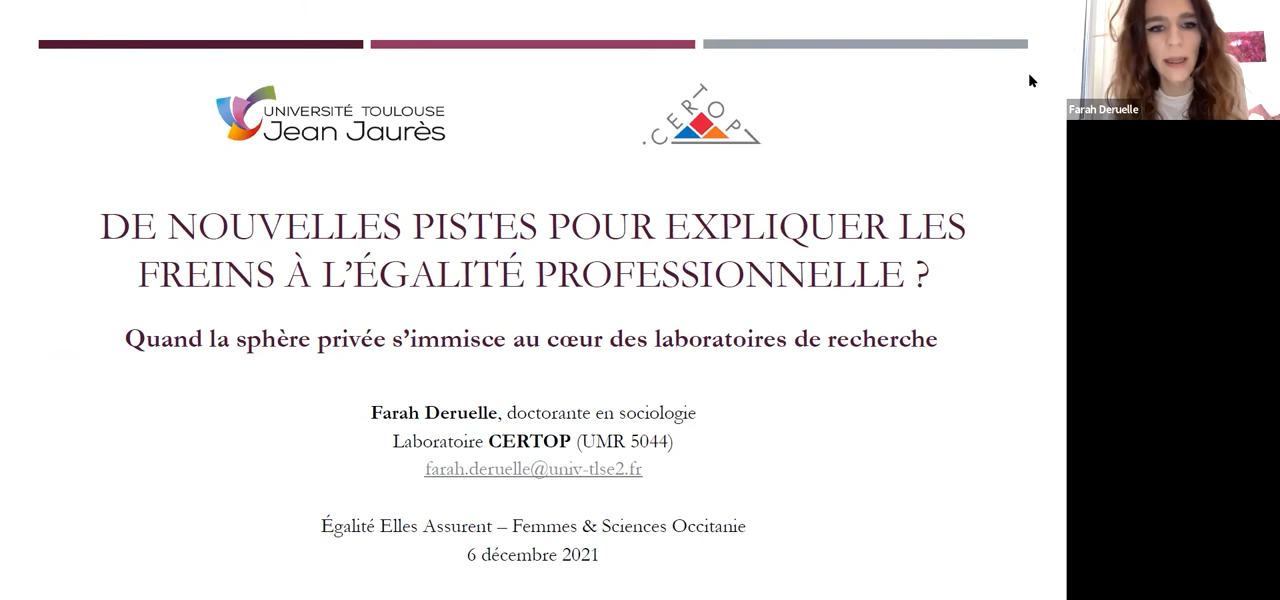 UNIVERSITÉ TOULOUSE
Jean Jaurès
.CERTOP
Farah Deruelle
DE NOUVELLES PISTES POUR EXPLIQUER LES
FREINS À L’ÉGALITÉ PROFESSIONNELLE ?
Quand la sphère privée s’immisce au cœur des laboratoires de recherche
Farah Deruelle, doctorante en sociologie
Laboratoire CERTOP (UMR 5044)
farah.deruelle@univ-tlse2.fr
Égalité Elles Assurent – Femmes & Sciences Occitanie
6 décembre 2021